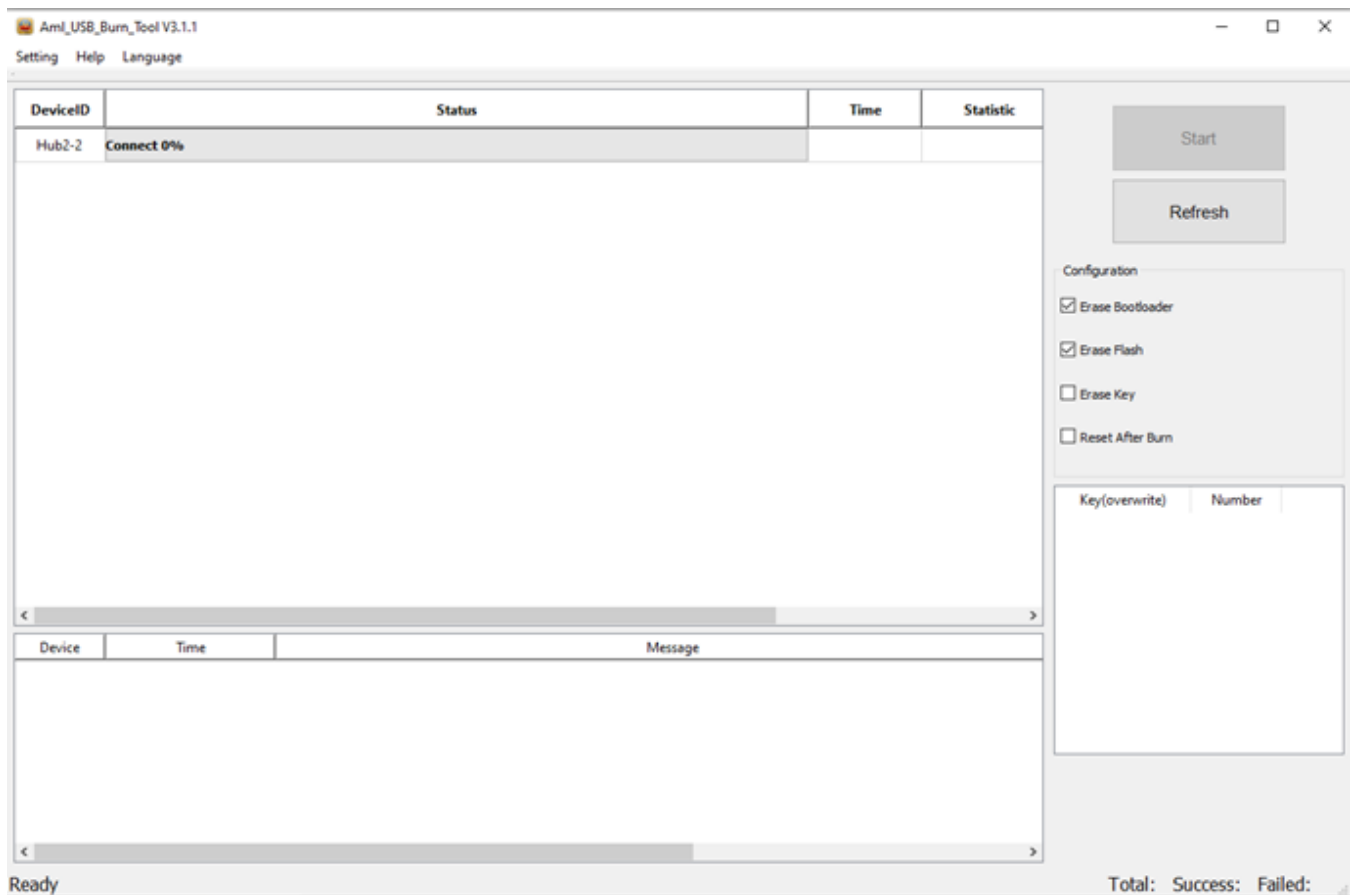 Aml_USB_Burn_Tool V3.1.1
Setting Help Language
DeviceID Status Time Statistic
Hub2-2 Connect 0%
Start
Refresh
Configuration
Erase Bootloader
Erase Flash
Erase Key
Reset After Burn
Key(overwrite) Number
Device Time Message
Ready Total: Success: Failed: